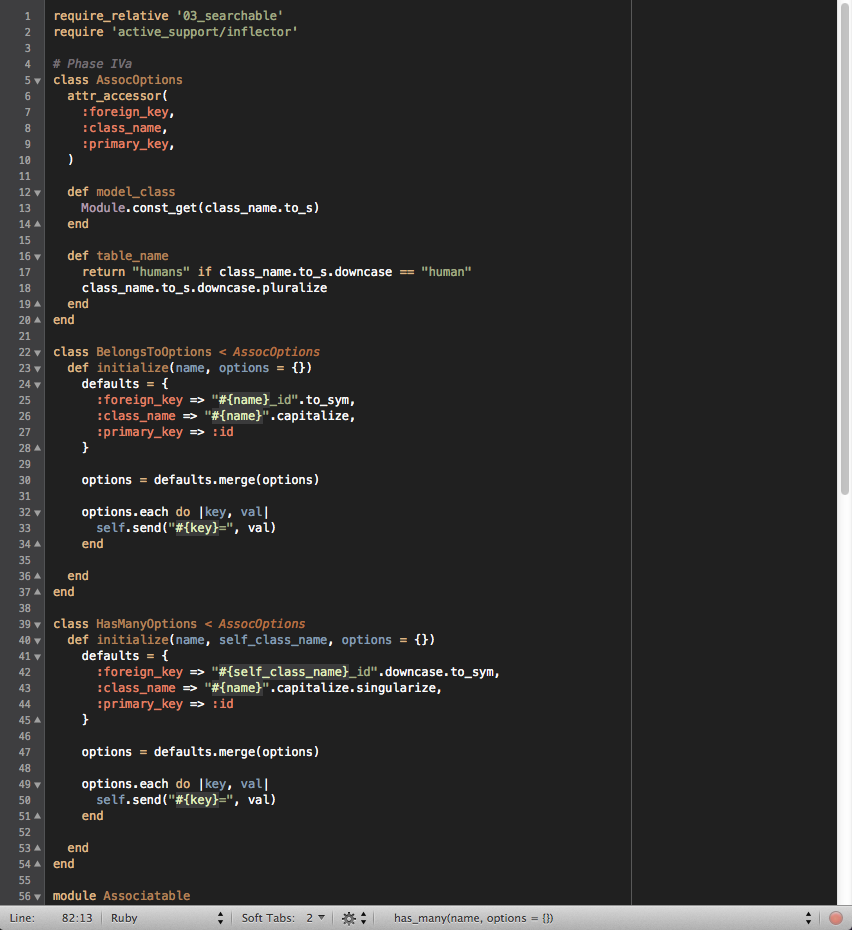 1 require_relative '03_searchable'
2 require 'active_support/inflector'
3
4 # Phase IVa
5 class AssocOptions
6   attr_accessor(
7     :foreign_key,
8     :class_name,
9     :primary_key,
10   )
11
12   def model_class
13     Module.const_get(class_name.to_s)
14   end
15
16   def table_name
17     return "humans" if class_name.to_s.downcase == "human"
18     class_name.to_s.downcase.pluralize
19   end
20 end
21
22 class BelongsToOptions < AssocOptions
23   def initialize(name, options = {})
24     defaults = {
25       :foreign_key => "#{name}_id".to_sym,
26       :class_name => "#{name}".capitalize,
27       :primary_key => :id
28     }
29
30     options = defaults.merge(options)
31
32     options.each do |key, val|
33       self.send("#{key}=", val)
34     end
35
36   end
37 end
38
39 class HasManyOptions < AssocOptions
40   def initialize(name, self_class_name, options = {})
41     defaults = {
42       :foreign_key => "#{self_class_name}_id".downcase.to_sym,
43       :class_name => "#{name}".capitalize.singularize,
44       :primary_key => :id
45     }
46
47     options = defaults.merge(options)
48
49     options.each do |key, val|
50       self.send("#{key}=", val)
51     end
52
53   end
54 end
55
56 module Associatable
Line: 82:13 Ruby Soft Tabs: 2 has_many(name, options = {})